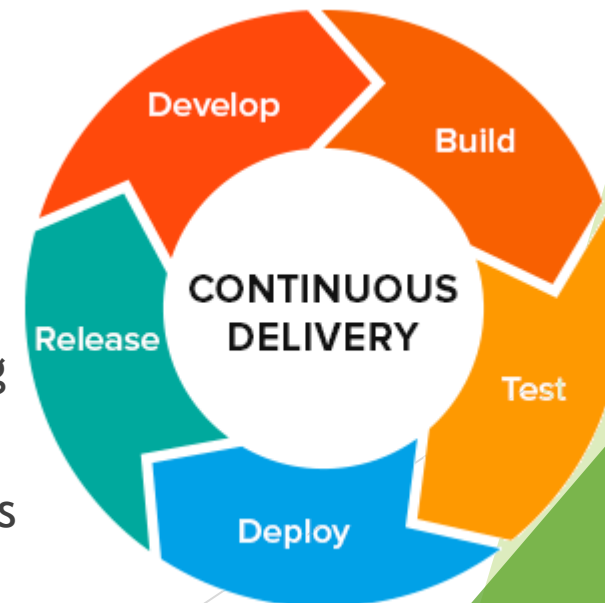 Develop
Build
CONTINUOUS
DELIVERY
Release
g
Test
s
Deploy